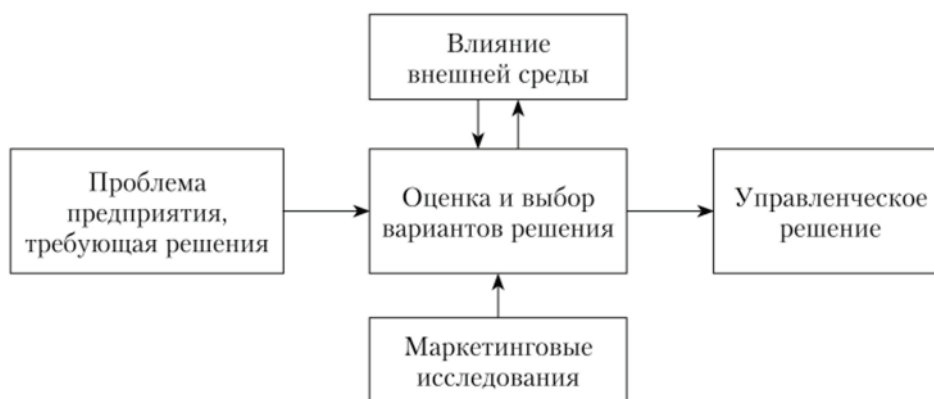 Влияние
внешней среды
Проблема
предприятия,
требующая решения
Оценка и выбор
вариантов решения
Управленческое
решение
Маркетинговые
исследования